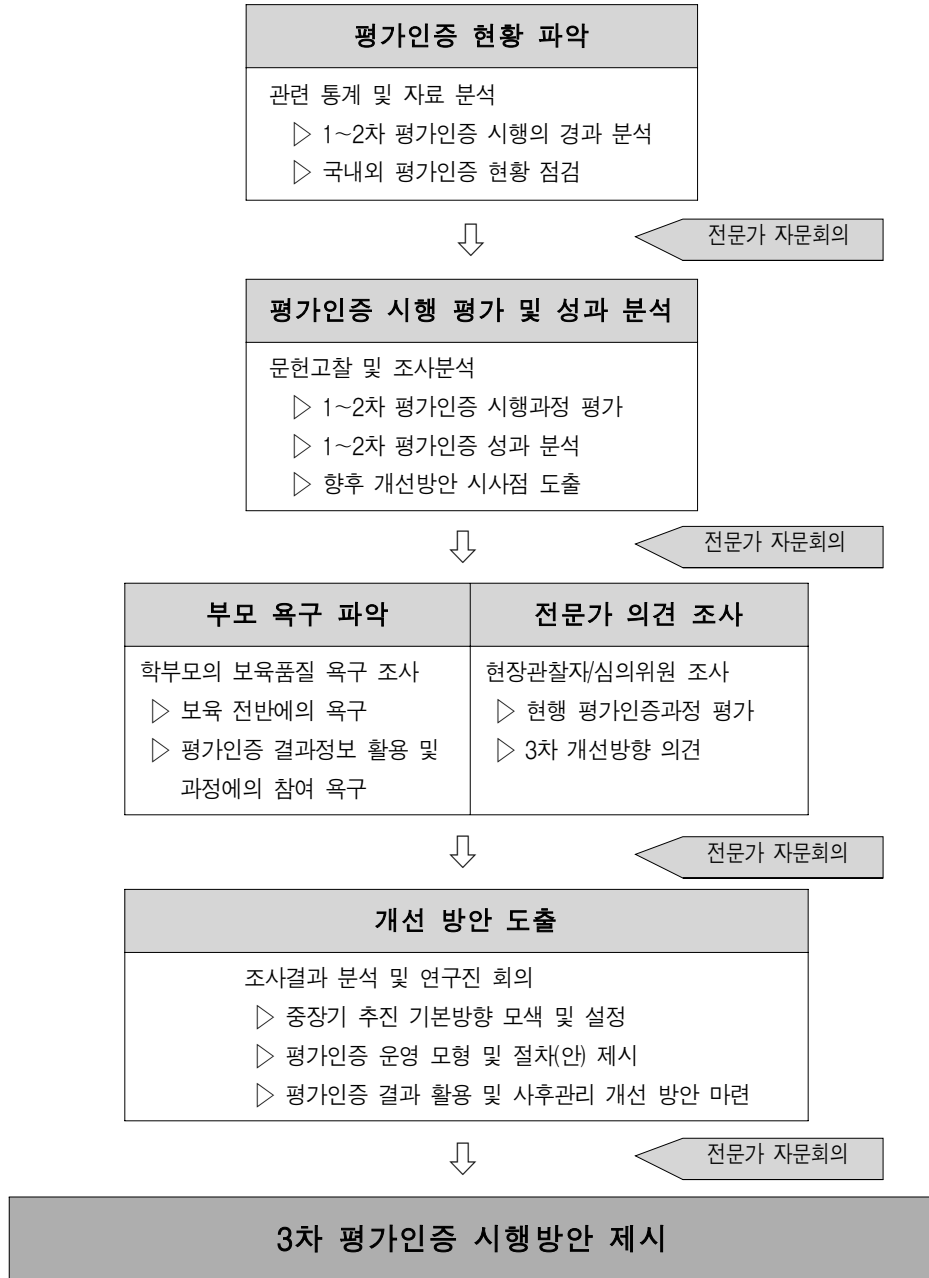 평가인증 현황 파악
관련 통계 및 자료 분석
▷ 1~2차 평가인증 시행의 경과 분석
▷ 국내외 평가인증 현황 점검
전문가 자문회의
평가인증 시행 평가 및 성과 분석
문헌고찰 및 조사분석
▷ 1~2차 평가인증 시행과정 평가
▷ 1~2차 평가인증 성과 분석
▷ 향후 개선방안 시사점 도출
전문가 자문회의
부모 욕구 파악
학부모의 보육품질 욕구 조사
▷ 보육 전반에의 욕구
▷ 평가인증 결과정보 활용 및
과정에의 참여 욕구
전문가 의견 조사
현장관찰자/심의위원 조사
▷ 현행 평가인증과정 평가
▷ 3차 개선방향 의견
전문가 자문회의
개선 방안 도출
조사결과 분석 및 연구진 회의
▷ 중장기 추진 기본방향 모색 및 설정
▷ 평가인증 운영 모형 및 절차(안) 제시
▷ 평가인증 결과 활용 및 사후관리 개선 방안 마련
전문가 자문회의
3차 평가인증 시행방안 제시